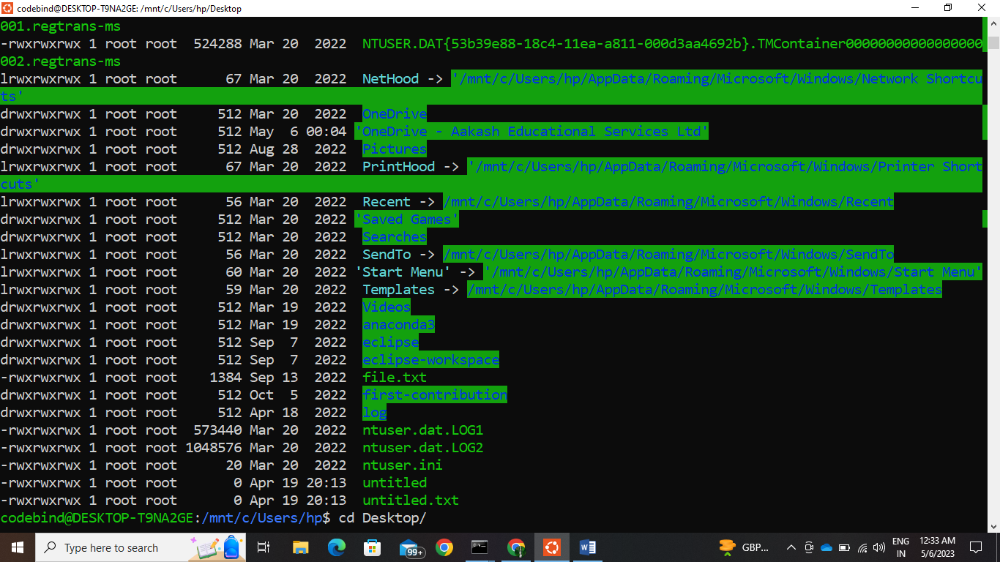 codebind@DESKTOP-T9NA2GE: /mnt/c/Users/hp/Desktop
001.regtrans-ms
-rwxrwxrwx 1 root root  524288 Mar 20  2022  NTUSER.DAT{53b39e88-18c4-11ea-a811-000d3aa4692b}.TMContainer00000000000000000
002.regtrans-ms
lrwxrwxrwx 1 root root      67 Mar 20  2022  NetHood -> '/mnt/c/Users/hp/AppData/Roaming/Microsoft/Windows/Network Shortcu
ts'
drwxrwxrwx 1 root root     512 Mar 20  2022  OneDrive
drwxrwxrwx 1 root root     512 May  6 00:04 'OneDrive - Aakash Educational Services Ltd'
drwxrwxrwx 1 root root     512 Aug 28  2022  Pictures
lrwxrwxrwx 1 root root      67 Mar 20  2022  PrintHood -> '/mnt/c/Users/hp/AppData/Roaming/Microsoft/Windows/Printer Short
cuts'
lrwxrwxrwx 1 root root      56 Mar 20  2022  Recent -> /mnt/c/Users/hp/AppData/Roaming/Microsoft/Windows/Recent
drwxrwxrwx 1 root root     512 Mar 20  2022 'Saved Games'
drwxrwxrwx 1 root root     512 Mar 20  2022  Searches
lrwxrwxrwx 1 root root      56 Mar 20  2022  SendTo -> /mnt/c/Users/hp/AppData/Roaming/Microsoft/Windows/SendTo
lrwxrwxrwx 1 root root      60 Mar 20  2022 'Start Menu' -> '/mnt/c/Users/hp/AppData/Roaming/Microsoft/Windows/Start Menu'
lrwxrwxrwx 1 root root      59 Mar 20  2022  Templates -> /mnt/c/Users/hp/AppData/Roaming/Microsoft/Windows/Templates
drwxrwxrwx 1 root root     512 Mar 19  2022  Videos
drwxrwxrwx 1 root root     512 Mar 19  2022  anaconda3
drwxrwxrwx 1 root root     512 Sep  7  2022  eclipse
drwxrwxrwx 1 root root     512 Sep  7  2022  eclipse-workspace
-rwxrwxrwx 1 root root    1384 Sep 13  2022  file.txt
drwxrwxrwx 1 root root     512 Oct  5  2022  first-contribution
drwxrwxrwx 1 root root     512 Apr 18  2022  log
-rwxrwxrwx 1 root root  573440 Mar 20  2022  ntuser.dat.LOG1
-rwxrwxrwx 1 root root 1048576 Mar 20  2022  ntuser.dat.LOG2
-rwxrwxrwx 1 root root      20 Mar 20  2022  ntuser.ini
-rwxrwxrwx 1 root root       0 Apr 19 20:13  untitled
-rwxrwxrwx 1 root root       0 Apr 19 20:13  untitled.txt
codebind@DESKTOP-T9NA2GE:/mnt/c/Users/hp$ cd Desktop/
Type here to search
99+
GBP...
ENG
IN
12:33 AM
5/6/2023